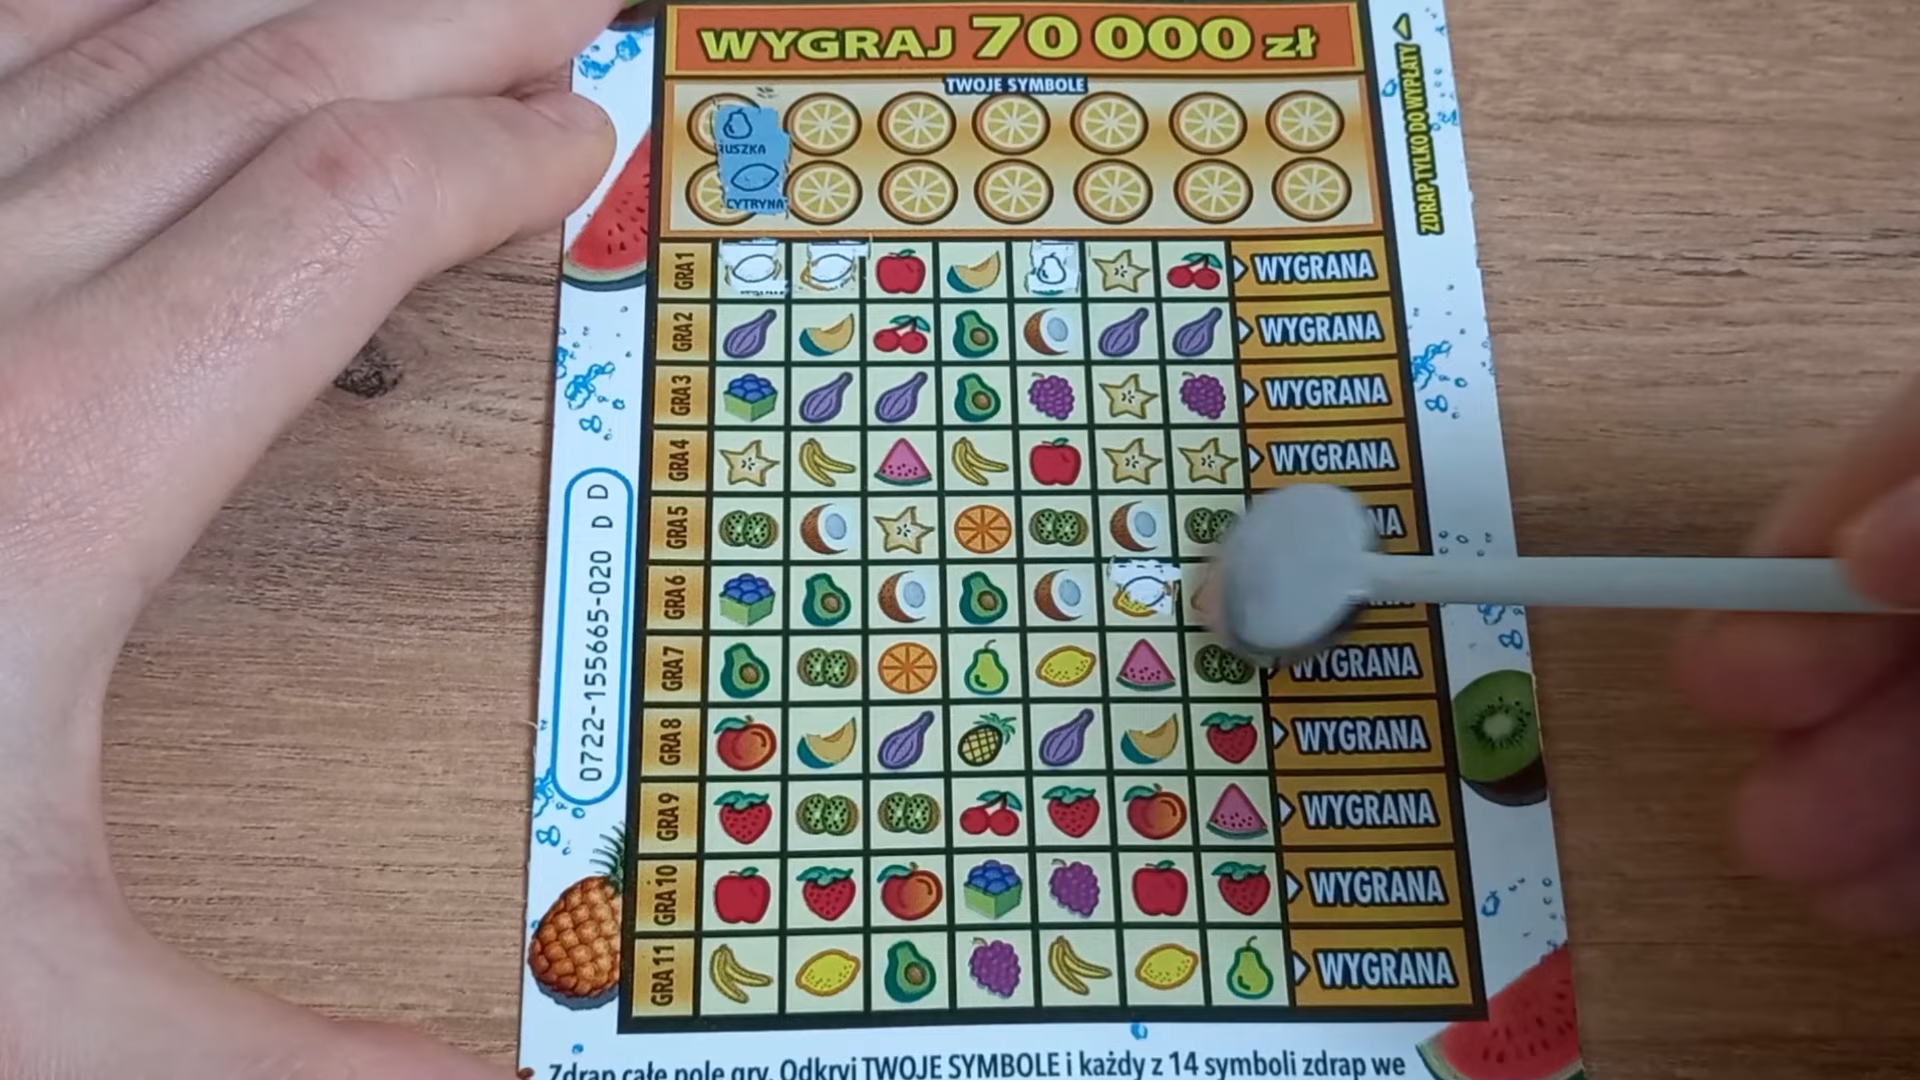 WYGRAJ 70 000 zł
TWOJE SYMBOLE
RUSZKA
CYTRYNA
ZDRAP TYLKO DO WYPŁATY
GRA 1 WYGRANA
GRA 2 WYGRANA
GRA 3 WYGRANA
GRA 4 WYGRANA
GRA 5 NA
GRA 6
GRA 7 WYGRANA
GRA 8 WYGRANA
GRA 9 WYGRANA
GRA 10 WYGRANA
GRA 11 WYGRANA
0722-155665-020 D D
Zdrap całe pole gry. Odkryj TWOJE SYMBOLE i każdy z 14 symboli zdrap we